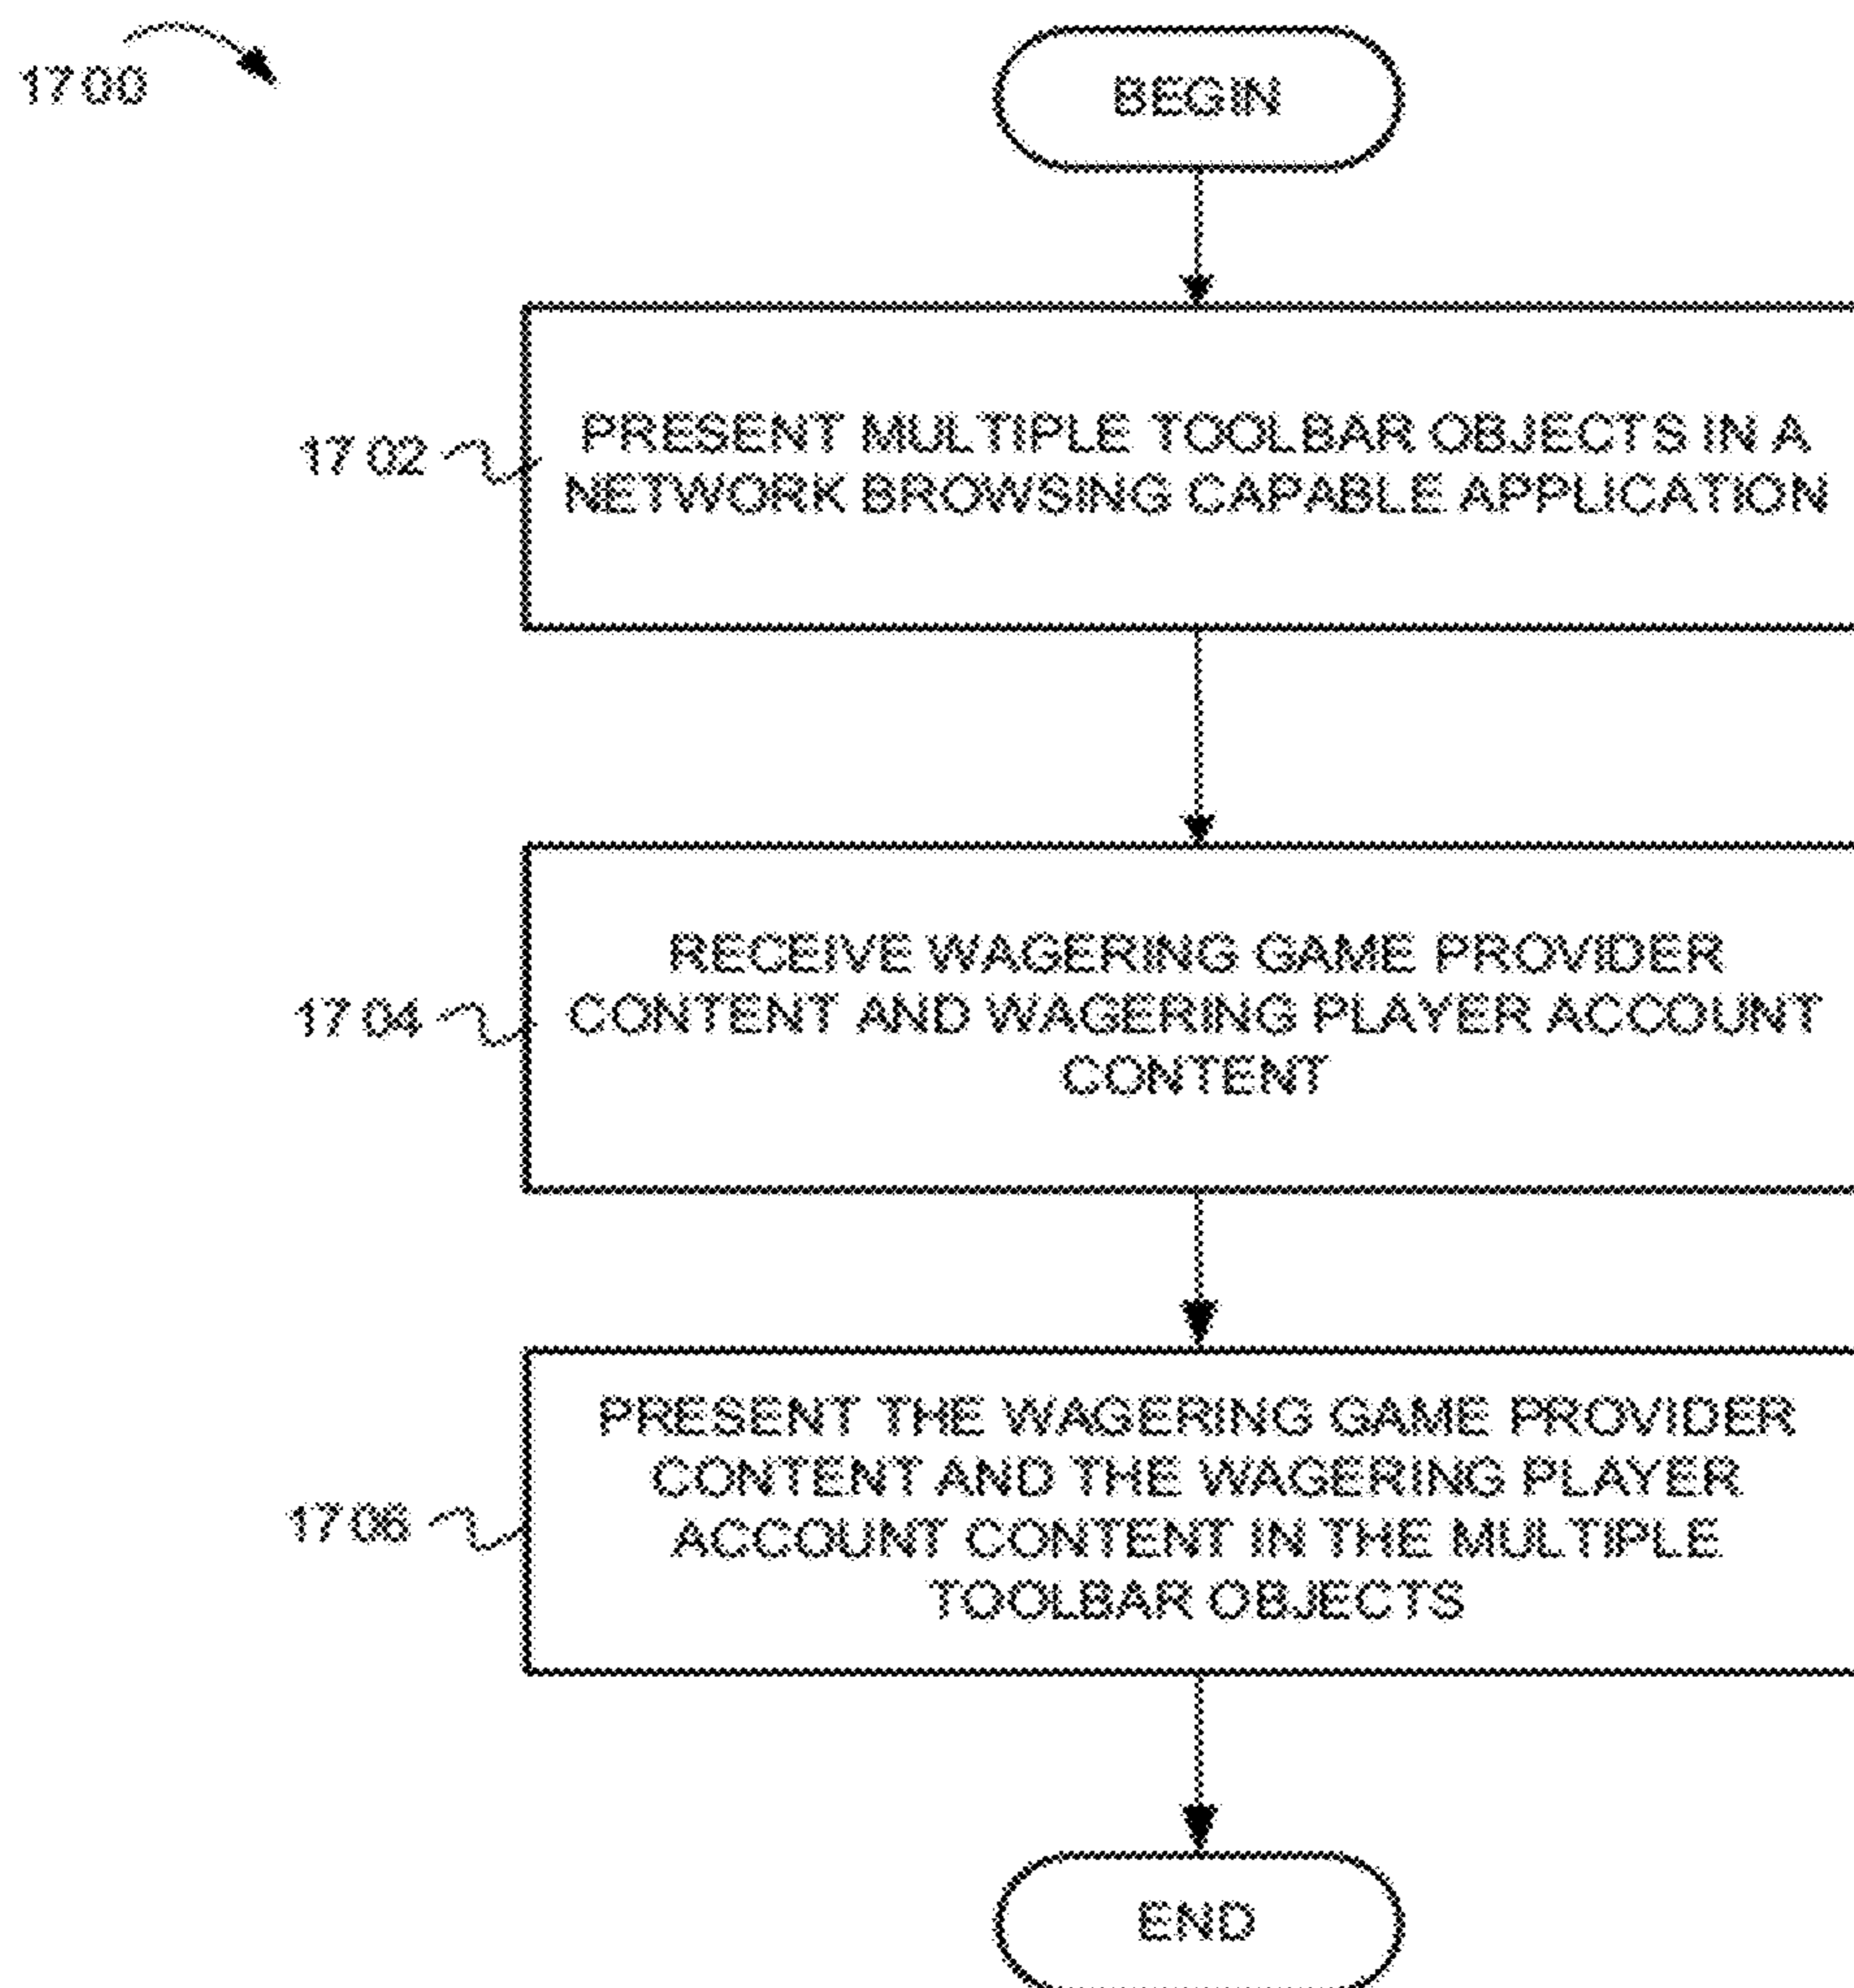 1700
BEGIN
1702
PRESENT MULTIPLE TOOLBAR OBJECTS IN A
NETWORK BROWSING CAPABLE APPLICATION
1704
RECEIVE WAGERING GAME PROVIDER
CONTENT AND WAGERING PLAYER ACCOUNT
CONTENT
1706
PRESENT THE WAGERING GAME PROVIDER
CONTENT AND THE WAGERING PLAYER
ACCOUNT CONTENT IN THE MULTIPLE
TOOLBAR OBJECTS
END